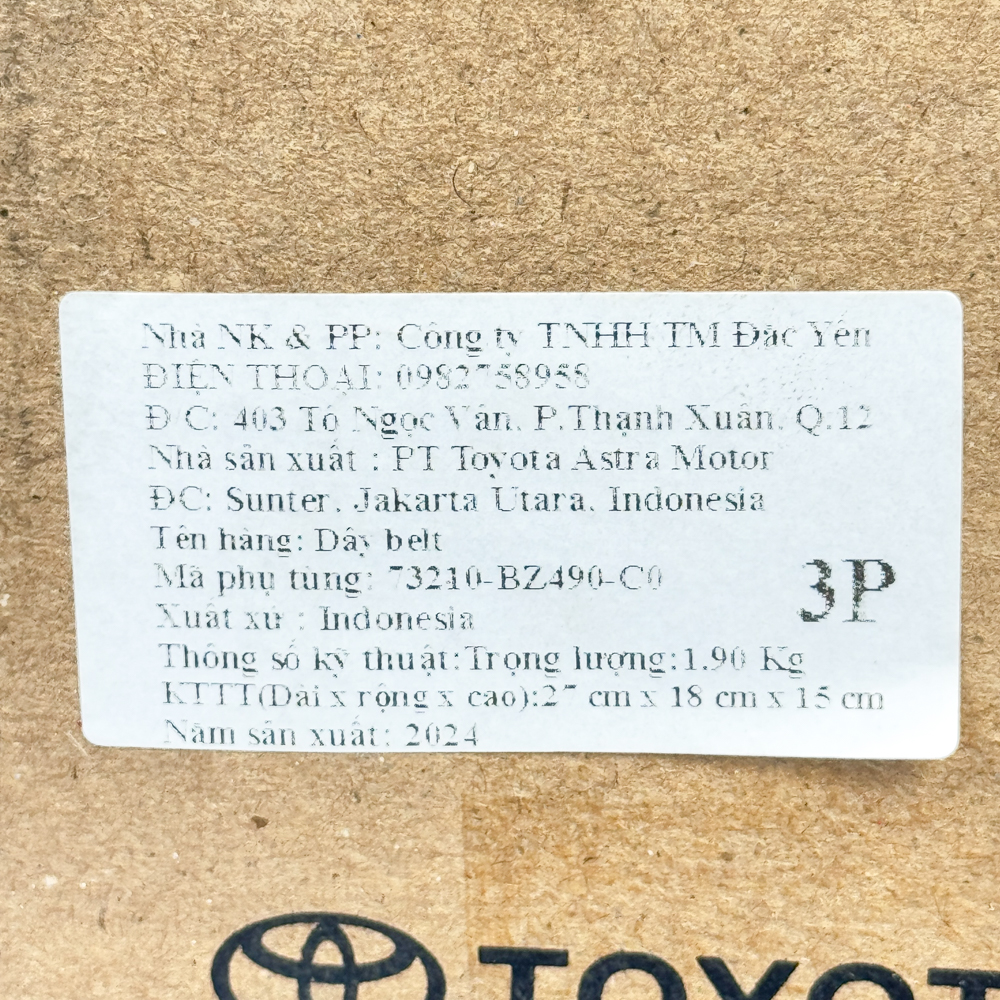 Nhà NK & PP: Công ty TNHH TM Đắc Yến
ĐIỆN THOẠI: 0982758958
Đ/C: 403 Tô Ngọc Vân, P.Thạnh Xuân, Q.12
Nhà sản xuất : PT Toyota Astra Motor
ĐC: Sunter, Jakarta Utara, Indonesia
Tên hàng: Dây belt
Mã phụ tùng: 73210-BZ490-C0
3P
Xuất xứ : Indonesia
Thông số kỹ thuật:Trọng lượng:1.90 Kg
KTTT(Dài x rộng x cao):27 cm x 18 cm x 15 cm
Năm sản xuất: 2024
TOYOT